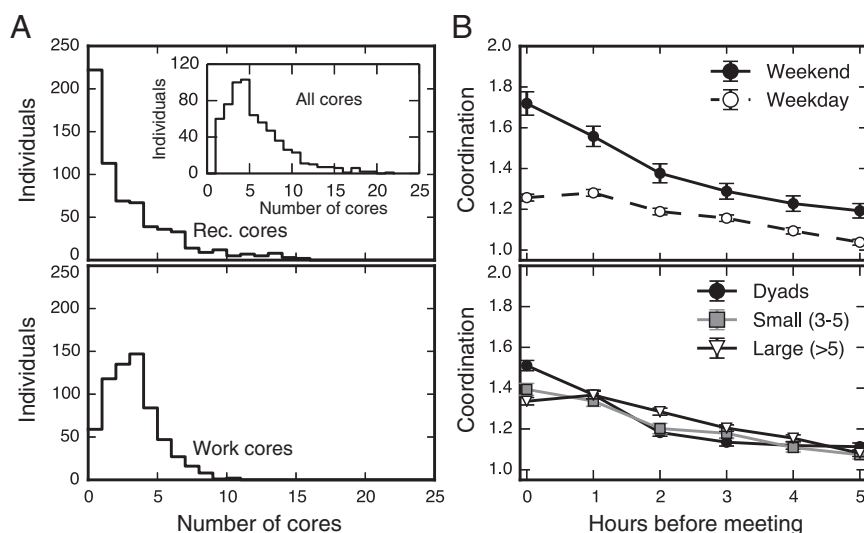 A
250
200
150
100
50
0
Individuals
Rec. cores
120
80
40
0
Individuals
All cores
0 5 10 15 20 25
Number of cores
250
200
150
100
50
0
Individuals
Work cores
0 5 10 15 20 25
Number of cores
B
2.0
1.8
1.6
1.4
1.2
1.0
Coordination
Weekend
Weekday
2.0
1.8
1.6
1.4
1.2
1.0
Coordination
Dyads
Small (3-5)
Large (>5)
0 1 2 3 4 5
Hours before meeting